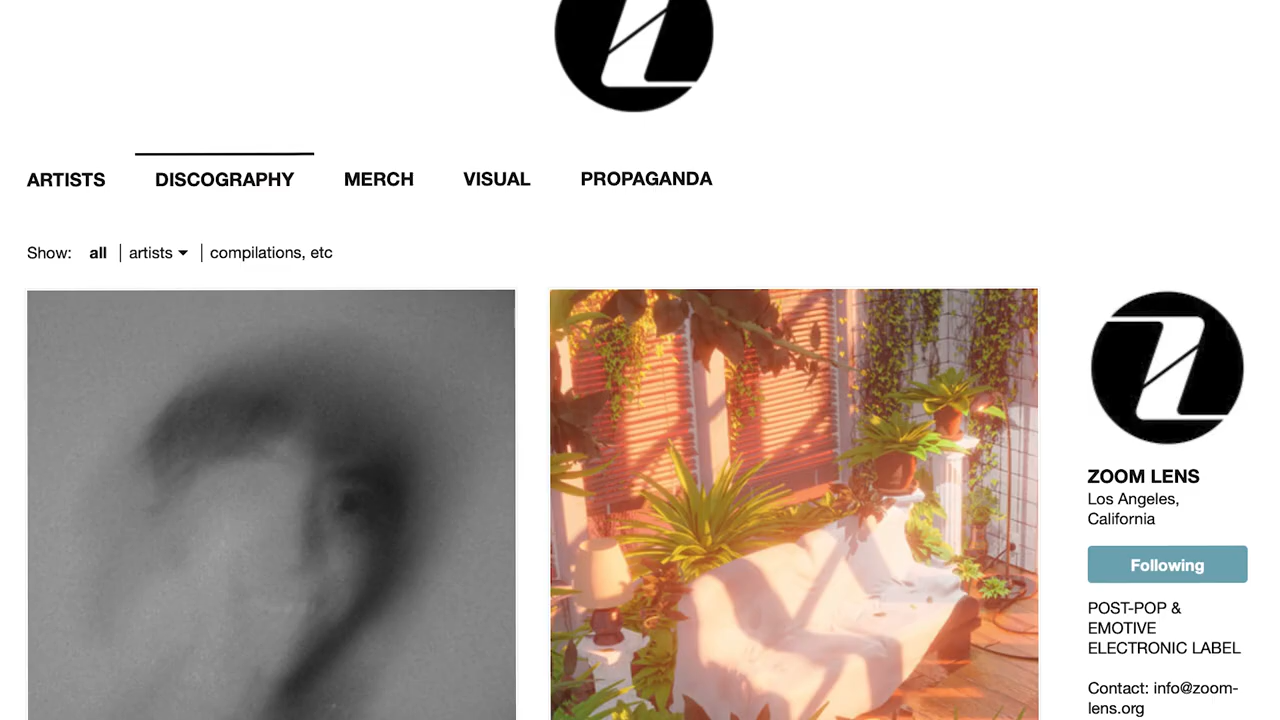 ARTISTS DISCOGRAPHY MERCH VISUAL PROPAGANDA
Show: all | artists | compilations, etc
ZOOM LENS
Los Angeles,
California
Following
POST-POP &
EMOTIVE
ELECTRONIC LABEL
Contact: info@zoom-
lens.org